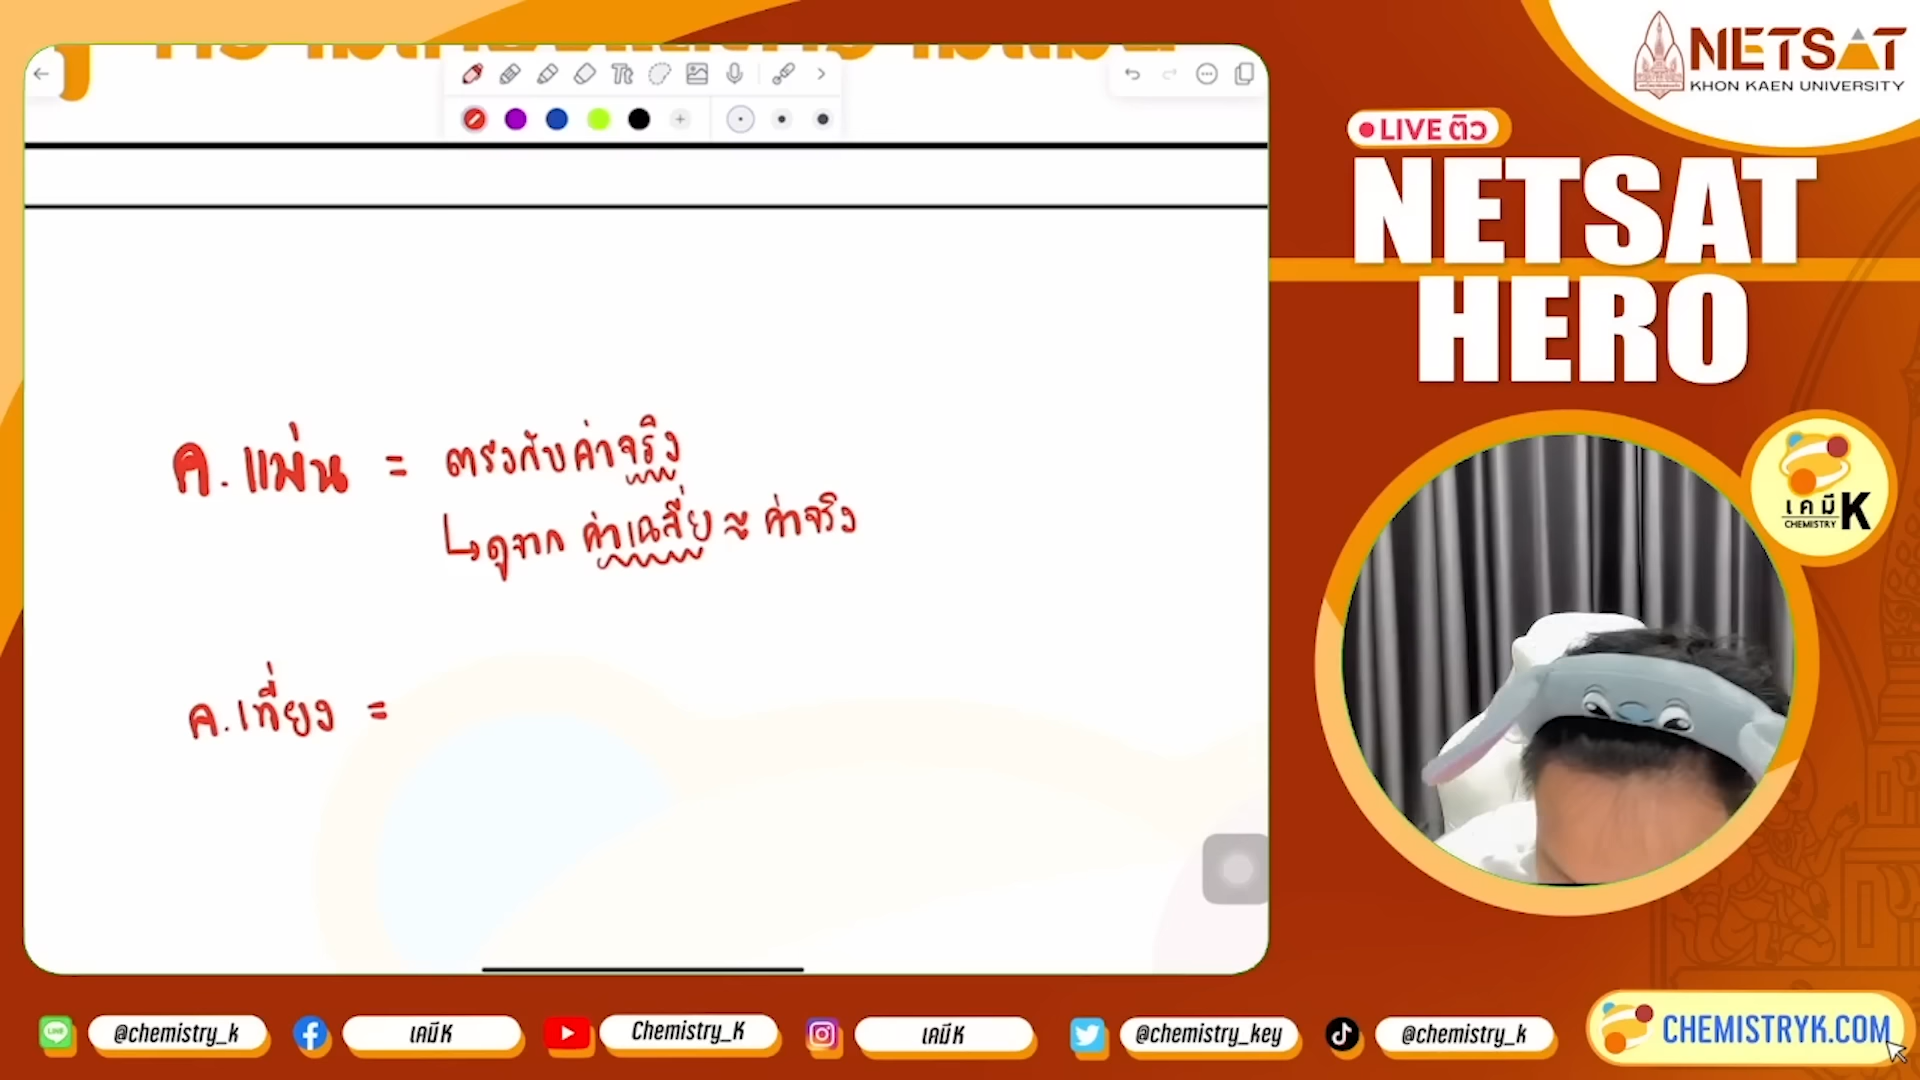 NETSAT
KHON KAEN UNIVERSITY
LIVE ติว
NETSAT
HERO
Tt
ค.แม่น = ตรงกับค่าจริง
↳ดูจาก ค่าเฉลี่ย ≈ ค่าจริง
ค.เที่ยง =
เคมี K
CHEMISTRY
LINE
@chemistry_k
เคมีK
Chemistry_K
เคมีK
@chemistry_key
@chemistry_k
CHEMISTRYK.COM